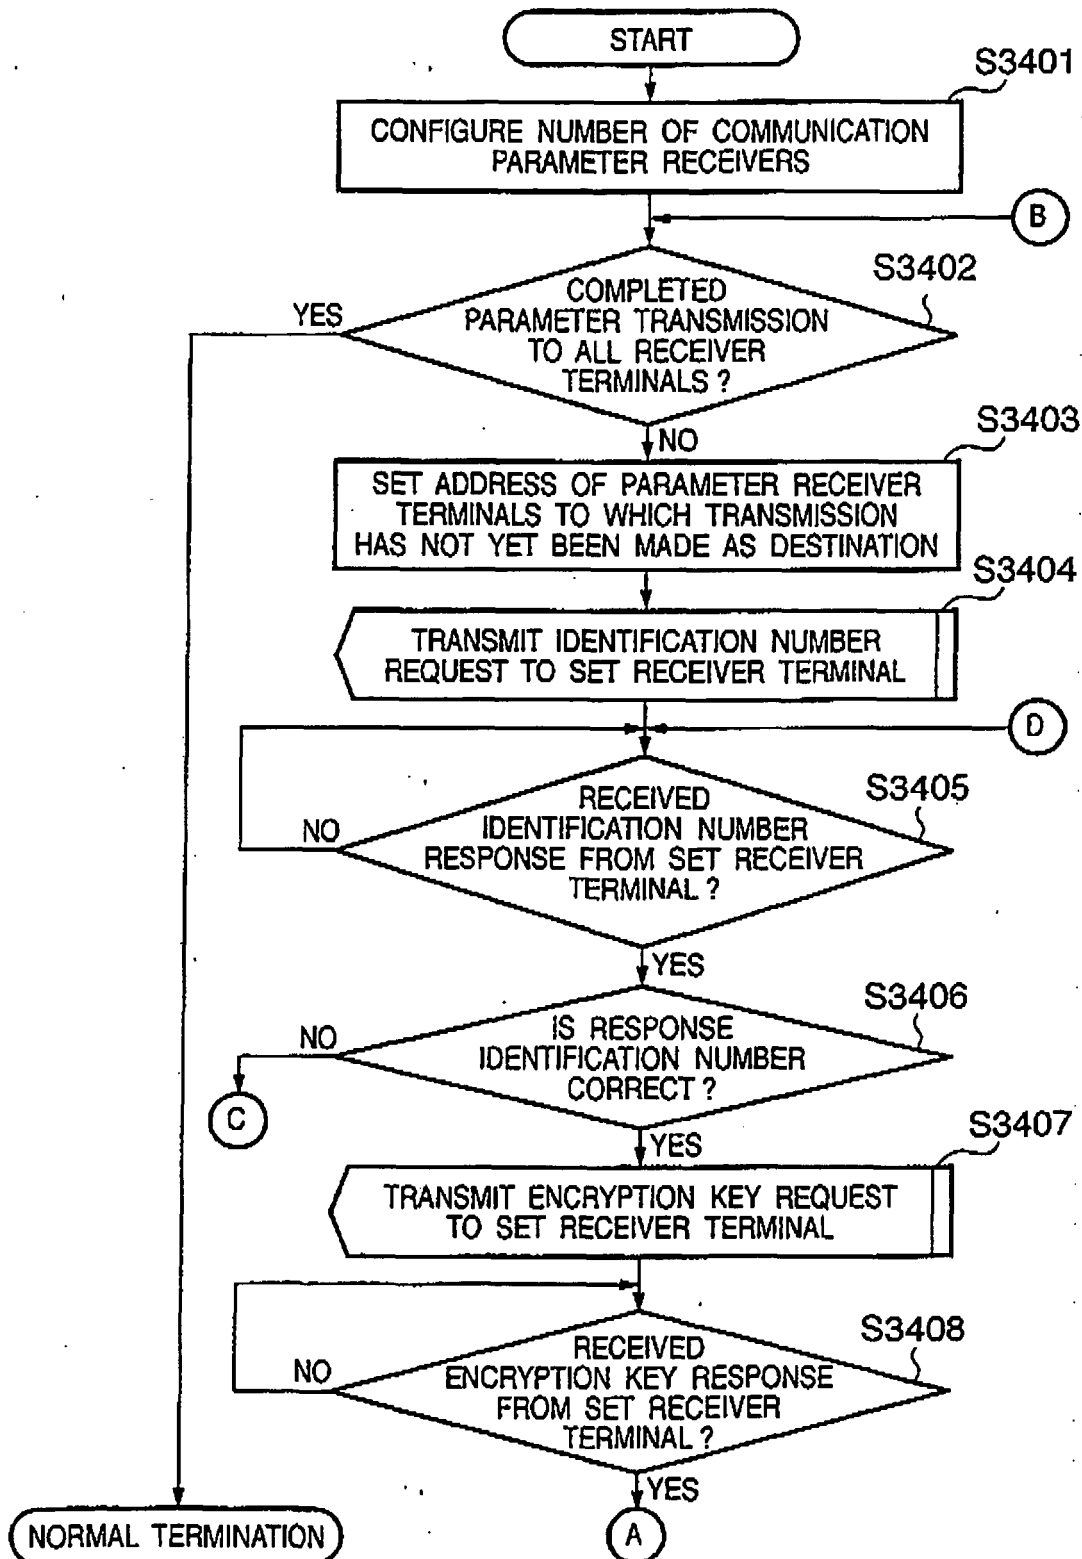 START
S3401
CONFIGURE NUMBER OF COMMUNICATION
PARAMETER RECEIVERS
B
S3402
COMPLETED
PARAMETER TRANSMISSION
TO ALL RECEIVER
TERMINALS ?
YES
NO
S3403
SET ADDRESS OF PARAMETER RECEIVER
TERMINALS TO WHICH TRANSMISSION
HAS NOT YET BEEN MADE AS DESTINATION
S3404
TRANSMIT IDENTIFICATION NUMBER
REQUEST TO SET RECEIVER TERMINAL
D
S3405
RECEIVED
IDENTIFICATION NUMBER
RESPONSE FROM SET RECEIVER
TERMINAL ?
NO
YES
S3406
IS RESPONSE
IDENTIFICATION NUMBER
CORRECT ?
NO
C
YES
S3407
TRANSMIT ENCRYPTION KEY REQUEST
TO SET RECEIVER TERMINAL
S3408
RECEIVED
ENCRYPTION KEY RESPONSE
FROM SET RECEIVER
TERMINAL ?
NO
YES
NORMAL TERMINATION
A